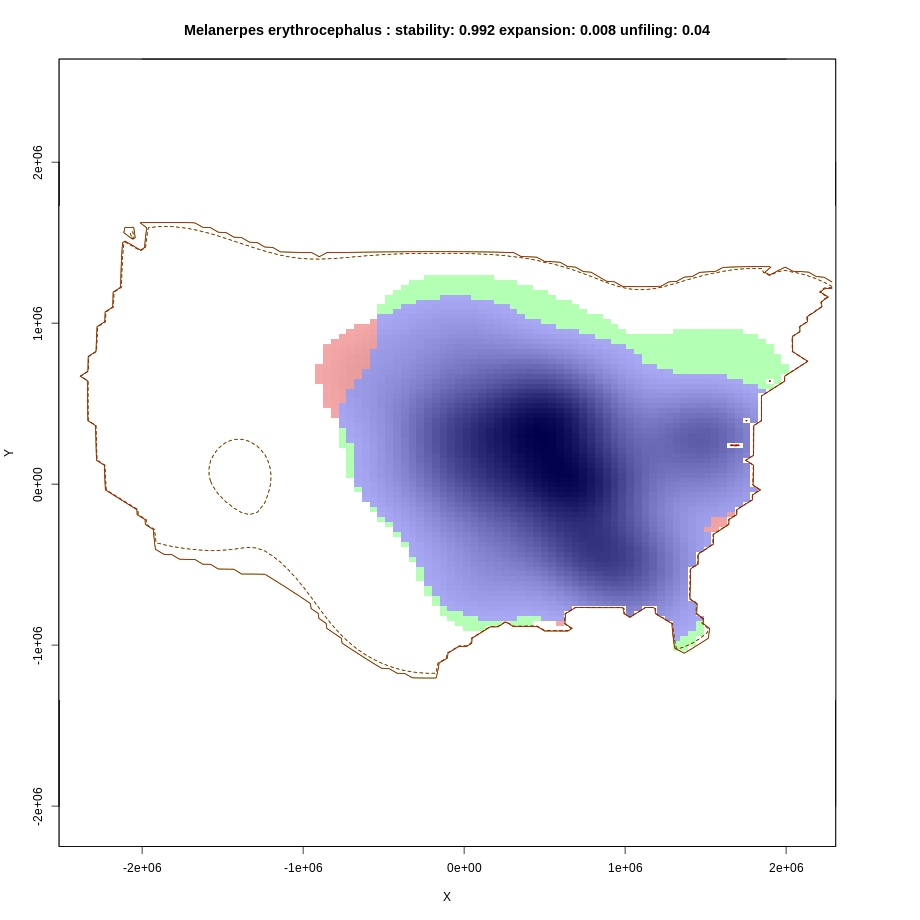 Melanerpes erythrocephalus : stability: 0.992 expansion: 0.008 unfiling: 0.04
2e+06
1e+06
Y
0e+00
-1e+06
-2e+06
-2e+06 -1e+06 0e+00 1e+06 2e+06
X